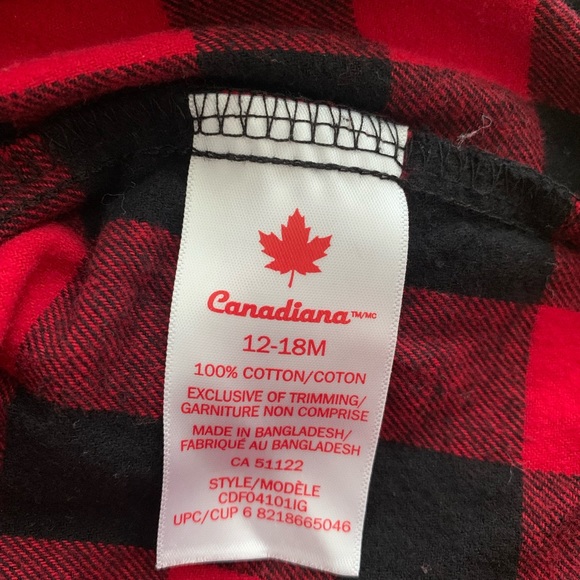 Canadiana™/MC
12-18M
100% COTTON/COTON
EXCLUSIVE OF TRIMMING/
GARNITURE NON COMPRISE
MADE IN BANGLADESH/
FABRIQUÉ AU BANGLADESH
CA 51122
STYLE/MODÈLE
CDF04101IG
UPC/CUP 6 8218665046